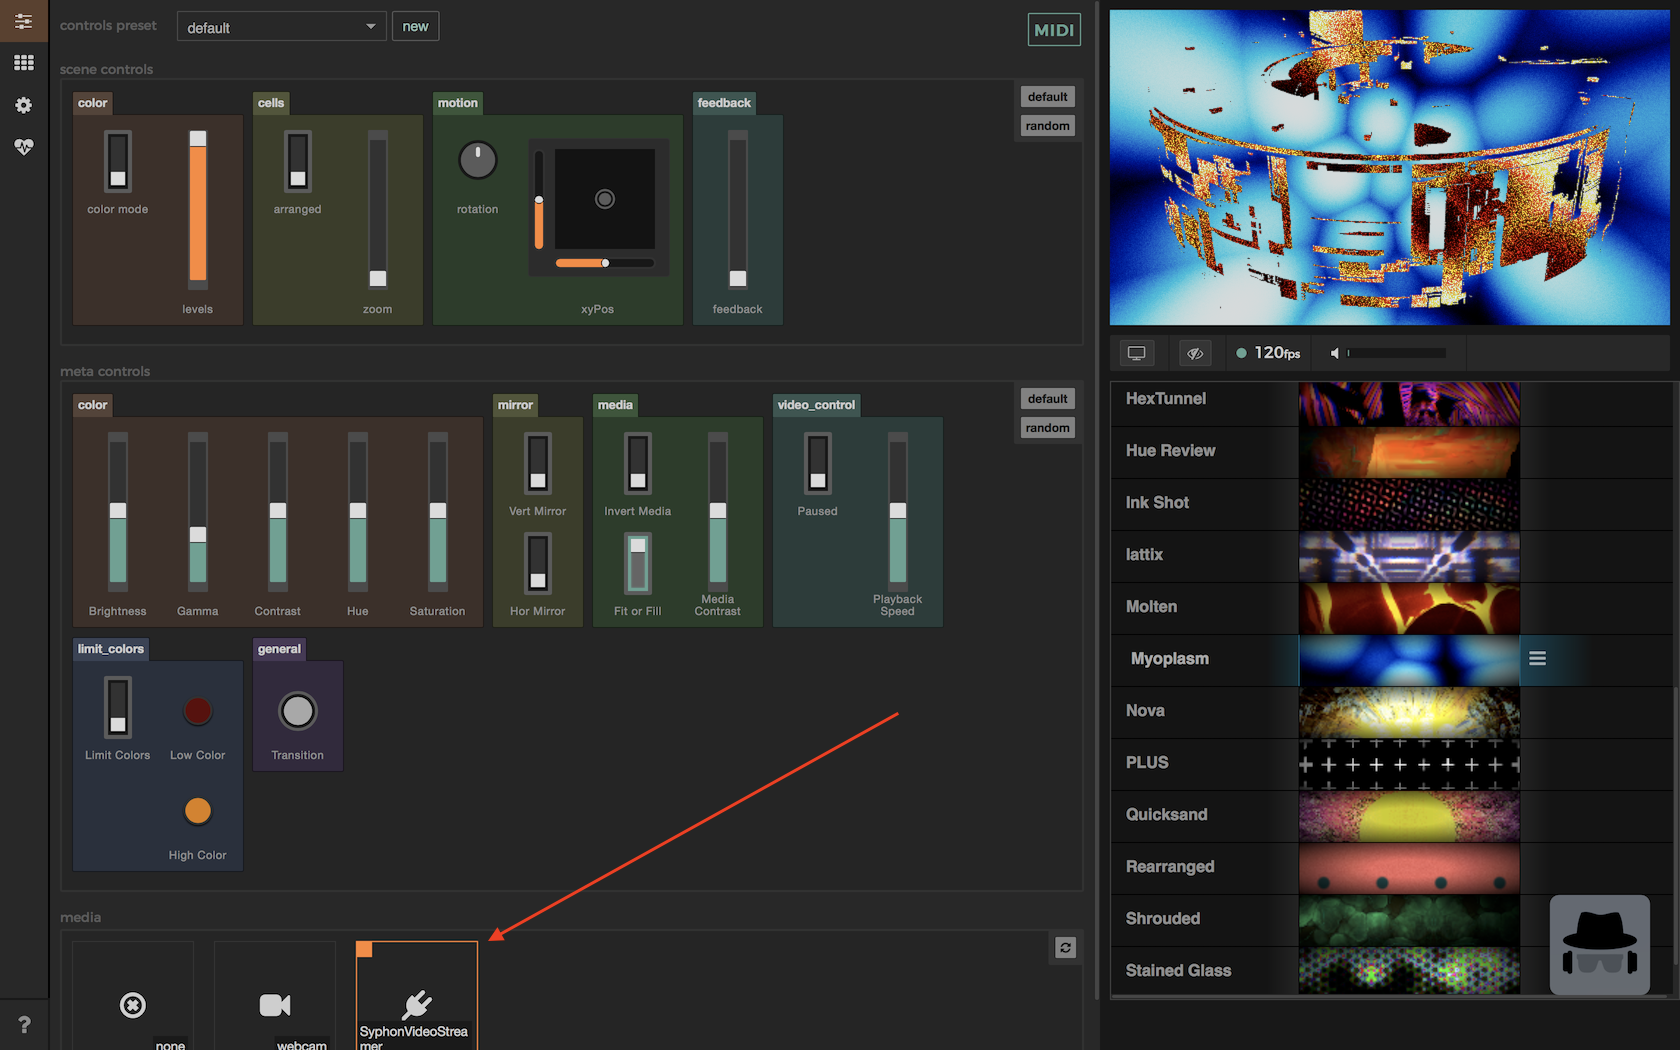 controls preset
default
new
MIDI
scene controls
color
cells
motion
feedback
default
random
color mode
arranged
rotation
levels
zoom
xyPos
feedback
120fps
meta controls
color
mirror
media
video_control
default
random
Vert Mirror
Invert Media
Paused
Brightness
Gamma
Contrast
Hue
Saturation
Hor Mirror
Fit or Fill
Media
Contrast
Playback
Speed
limit_colors
general
Limit Colors
Low Color
Transition
High Color
media
none
webcam
SyphonVideoStrea
mer
?
HexTunnel
Hue Review
Ink Shot
lattix
Molten
Myoplasm
Nova
PLUS
Quicksand
Rearranged
Shrouded
Stained Glass